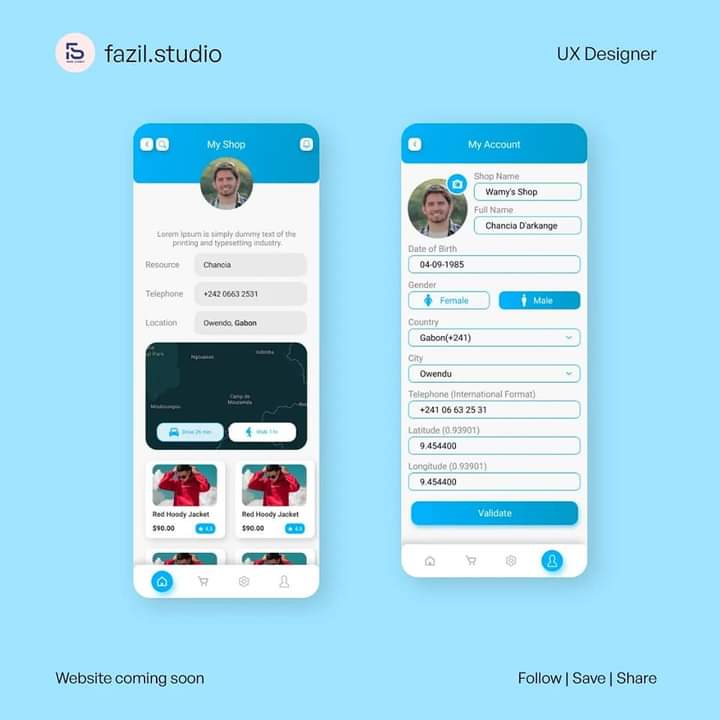 fazil.studio
UX Designer
My Shop
Lorem Ipsum is simply dummy text of the
printing and typesetting industry.
Resource
Chancia
Telephone
+242 0663 2531
Location
Owendo, Gabon
Ngouassa
Camp de
Mouzamda
Drive 26 min
Walk 1 hr
Red Hoody Jacket
$90.00
4.5
Red Hoody Jacket
$90.00
4.5
My Account
Shop Name
Wamy's Shop
Full Name
Chancia D'arkange
Date of Birth
04-09-1985
Gender
Female
Male
Country
Gabon(+241)
City
Owendu
Telephone (International Format)
+241 06 63 25 31
Latitude (0.93901)
9.454400
Longitude (0.93901)
9.454400
Validate
Website coming soon
Follow | Save | Share